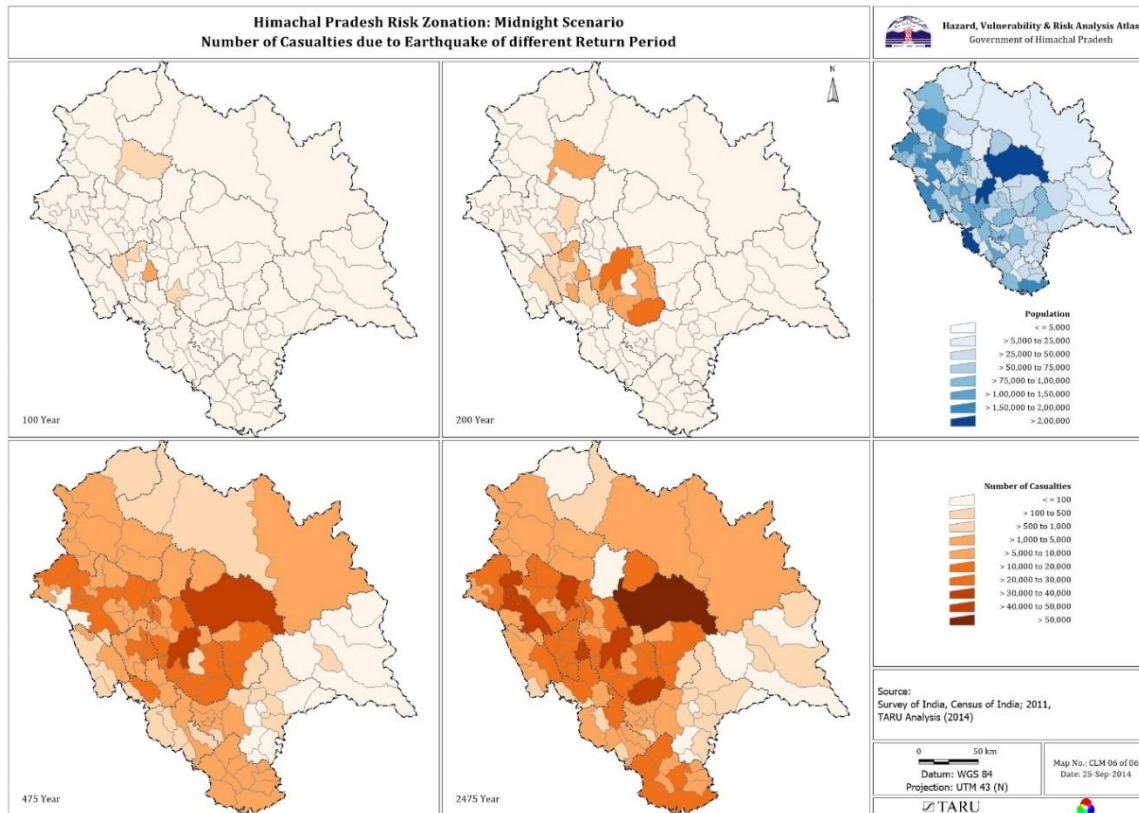 Himachal Pradesh Risk Zonation: Midnight Scenario
Number of Casualties due to Earthquake of different Return Period
Hazard, Vulnerability & Risk Analysis Atlas
Government of Himachal Pradesh
N
100 Year
200 Year
Population
< = 5,000
> 5,000 to 25,000
> 25,000 to 50,000
> 50,000 to 75,000
> 75,000 to 1,00,000
> 1,00,000 to 1,50,000
> 1,50,000 to 2,00,000
> 2,00,000
475 Year
2475 Year
Number of Casualties
< = 100
> 100 to 500
> 500 to 1,000
> 1,000 to 5,000
> 5,000 to 10,000
> 10,000 to 20,000
> 20,000 to 30,000
> 30,000 to 40,000
> 40,000 to 50,000
> 50,000
Source:
Survey of India, Census of India; 2011,
TARU Analysis (2014)
0 50 km
Datum: WGS 84
Projection: UTM 43 (N)
Map No.: CLM 06 of 06
Date: 25-Sep-2014
TARU